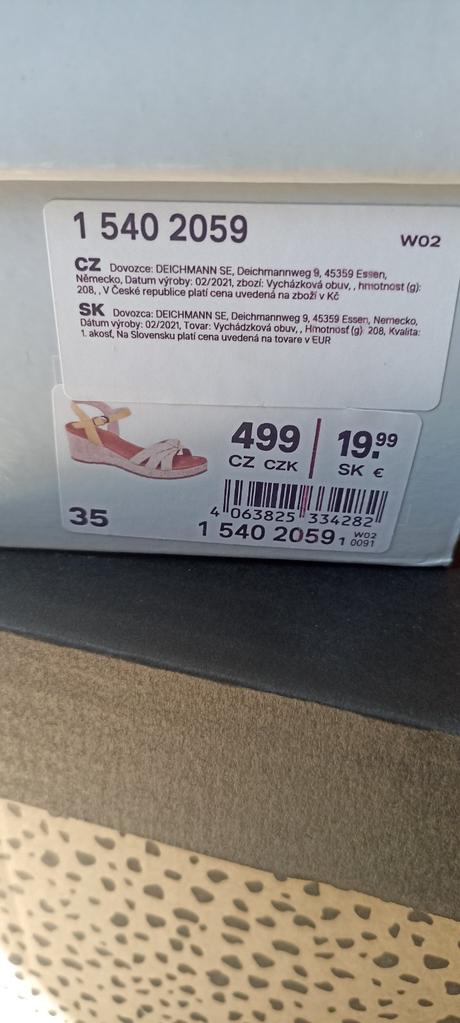 1 540 2059
W02
CZ Dovozce: DEICHMANN SE, Deichmannweg 9, 45359 Essen,
Německo, Datum výroby: 02/2021, zbozí: Vycházková obuv, , hmotnost (g):
208, , V České republice platí cena uvedená na zboží v Kč
SK Dovozca: DEICHMANN SE, Deichmannweg 9, 45359 Essen, Nemecko,
Dátum výroby: 02/2021, Tovar: Vychádzková obuv, , Hmotnosť (g) 208, Kvalita:
1. akosť, Na Slovensku platí cena uvedená na tovare v EUR
499 19.99
CZ CZK SK €
4 063825 334282
35
1 540 2059 1 W02
0091